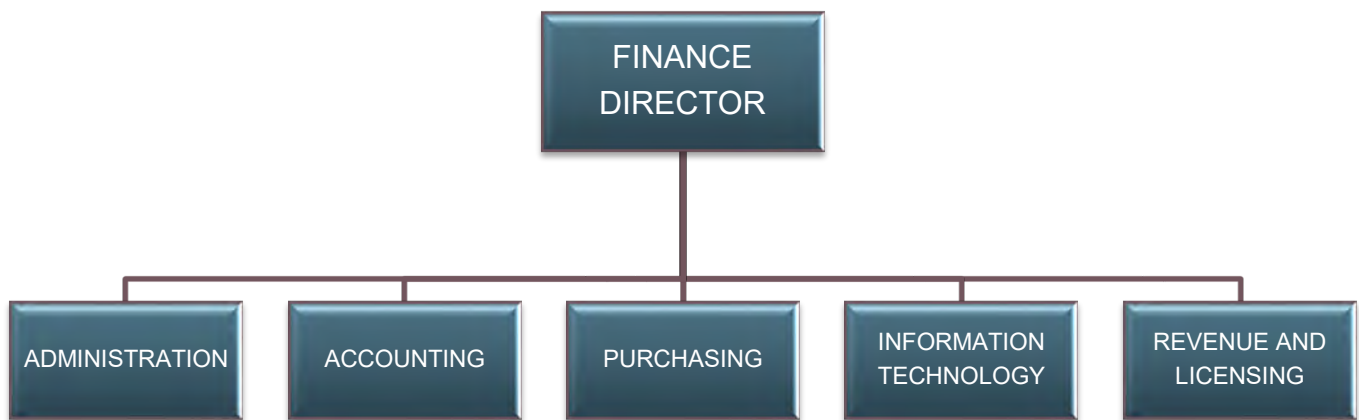 FINANCE
DIRECTOR
ADMINISTRATION
ACCOUNTING
PURCHASING
INFORMATION
TECHNOLOGY
REVENUE AND
LICENSING